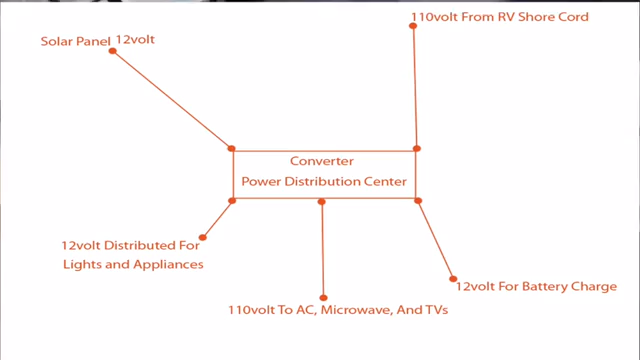 110volt From RV Shore Cord
Solar Panel 12volt
Converter
Power Distribution Center
12volt Distributed For
Lights and Appliances
12volt For Battery Charge
110volt To AC, Microwave, And TVs